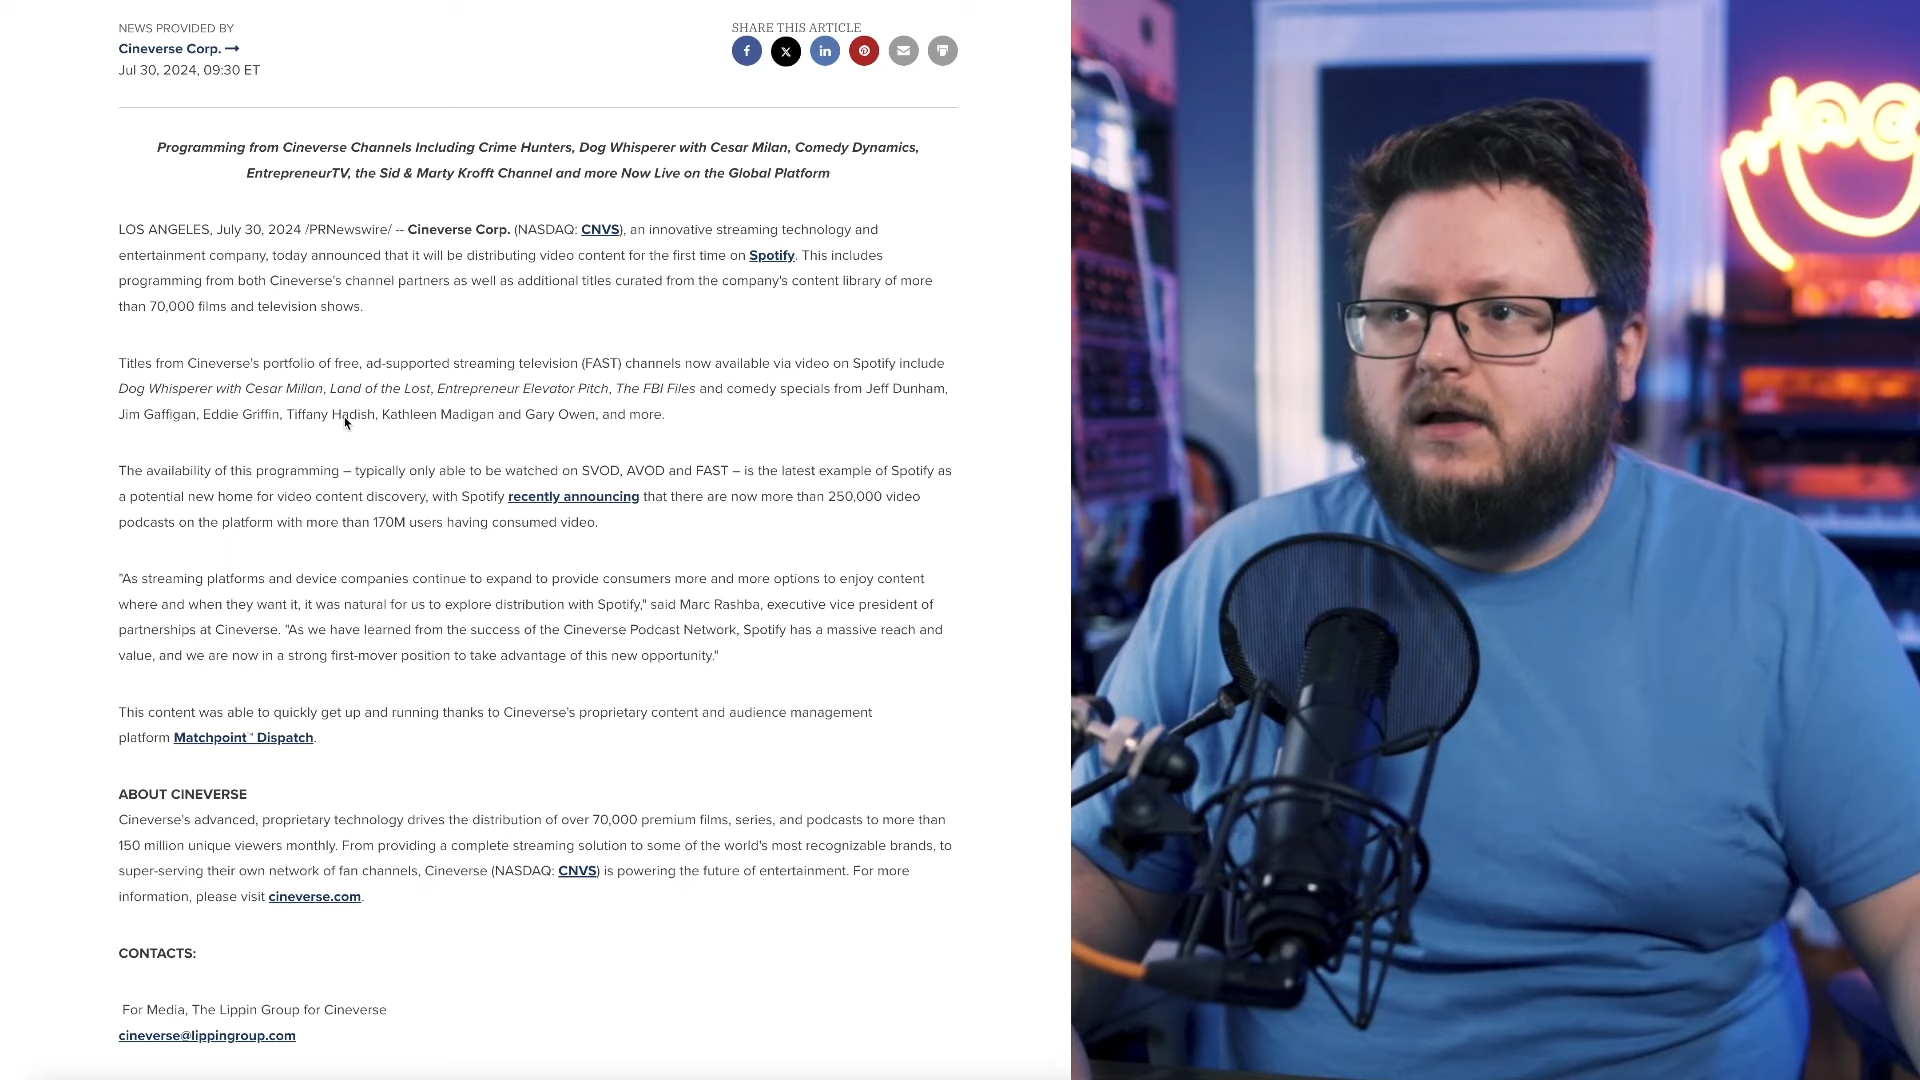 NEWS PROVIDED BY
Cineverse Corp. →
Jul 30, 2024, 09:30 ET
SHARE THIS ARTICLE
Programming from Cineverse Channels Including Crime Hunters, Dog Whisperer with Cesar Milan, Comedy Dynamics,
EntrepreneurTV, the Sid & Marty Krofft Channel and more Now Live on the Global Platform
LOS ANGELES, July 30, 2024 /PRNewswire/ -- Cineverse Corp. (NASDAQ: CNVS), an innovative streaming technology and
entertainment company, today announced that it will be distributing video content for the first time on Spotify. This includes
programming from both Cineverse's channel partners as well as additional titles curated from the company's content library of more
than 70,000 films and television shows.
Titles from Cineverse's portfolio of free, ad-supported streaming television (FAST) channels now available via video on Spotify include
Dog Whisperer with Cesar Millan, Land of the Lost, Entrepreneur Elevator Pitch, The FBI Files and comedy specials from Jeff Dunham,
Jim Gaffigan, Eddie Griffin, Tiffany Hadish, Kathleen Madigan and Gary Owen, and more.
The availability of this programming – typically only able to be watched on SVOD, AVOD and FAST – is the latest example of Spotify as
a potential new home for video content discovery, with Spotify recently announcing that there are now more than 250,000 video
podcasts on the platform with more than 170M users having consumed video.
"As streaming platforms and device companies continue to expand to provide consumers more and more options to enjoy content
where and when they want it, it was natural for us to explore distribution with Spotify," said Marc Rashba, executive vice president of
partnerships at Cineverse. "As we have learned from the success of the Cineverse Podcast Network, Spotify has a massive reach and
value, and we are now in a strong first-mover position to take advantage of this new opportunity."
This content was able to quickly get up and running thanks to Cineverse's proprietary content and audience management
platform Matchpoint™ Dispatch.
ABOUT CINEVERSE
Cineverse's advanced, proprietary technology drives the distribution of over 70,000 premium films, series, and podcasts to more than
150 million unique viewers monthly. From providing a complete streaming solution to some of the world's most recognizable brands, to
super-serving their own network of fan channels, Cineverse (NASDAQ: CNVS) is powering the future of entertainment. For more
information, please visit cineverse.com.
CONTACTS:
For Media, The Lippin Group for Cineverse
cineverse@lippingroup.com